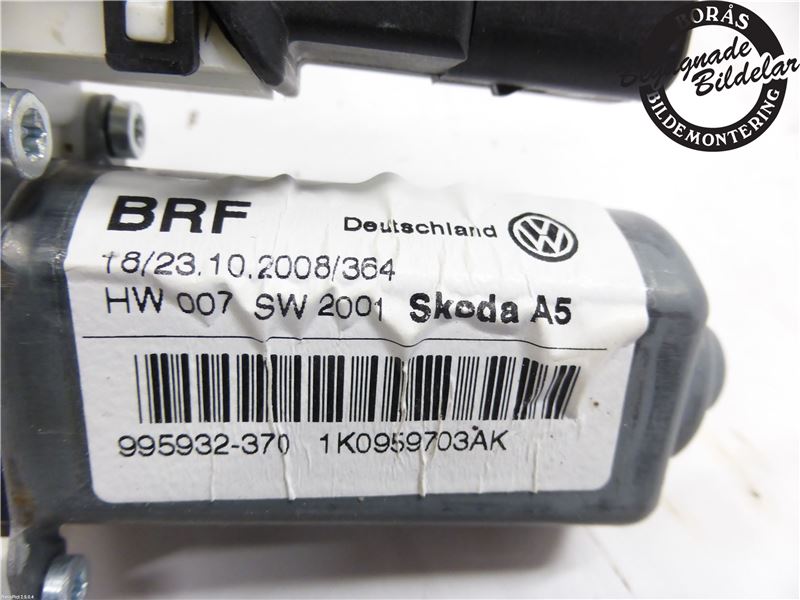 BORÅS
Begagnade
Bildelar
BILDEMONTERING
BRF
Deutschland
18/23.10.2008/364
HW 007 SW 2001 Skoda A5
995932-370 1K0959703AK